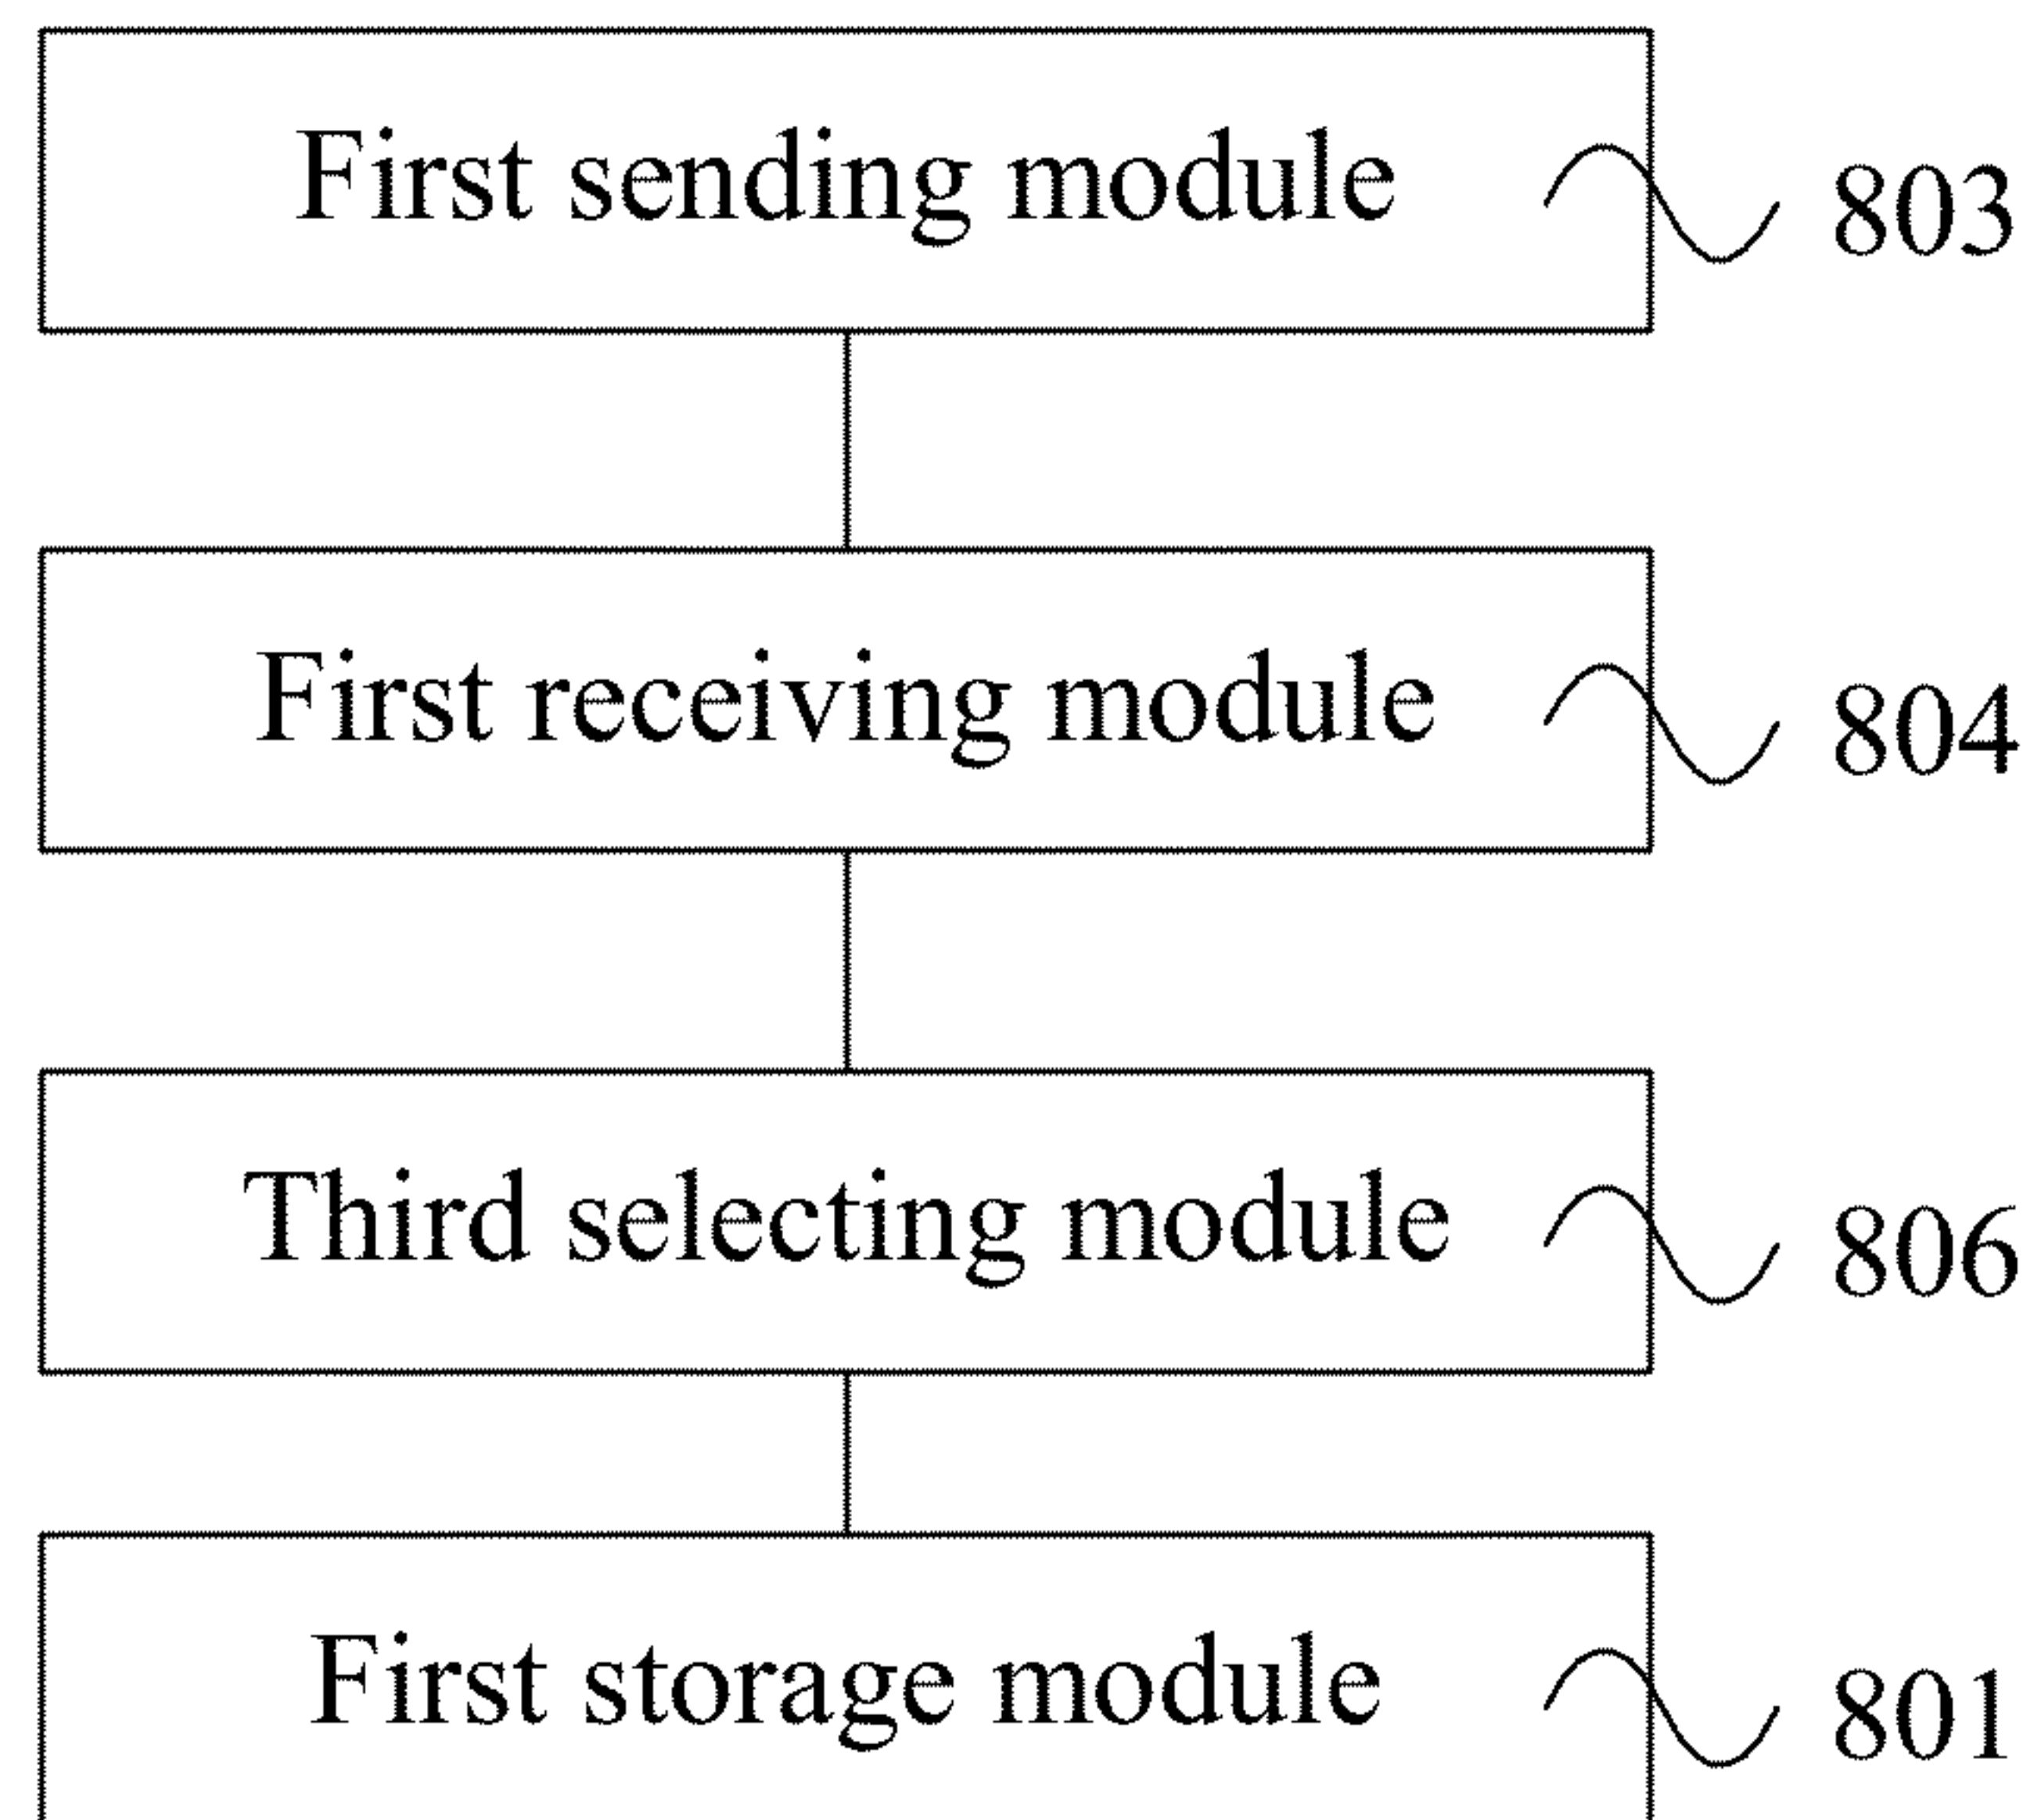 First sending module 803
First receiving module 804
Third selecting module 806
First storage module 801